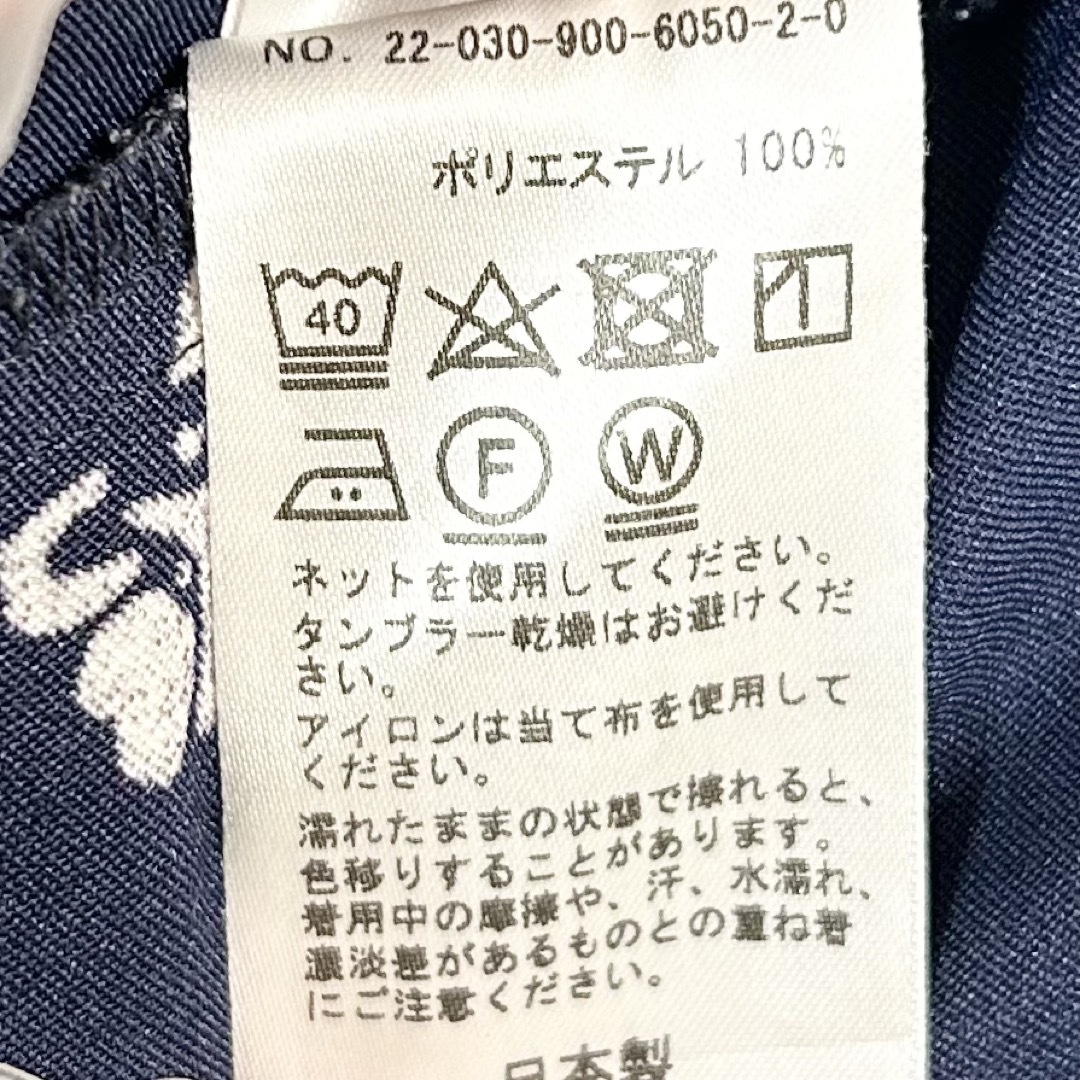 NO. 22-030-900-6050-2-0
ポリエステル 100%
40
F W
ネットを使用してください。
タンブラー乾燥はお避けくだ
さい。
アイロンは当て布を使用して
ください。
濡れたままの状態で擦れると、
色移りすることがあります。
着用中の摩擦や、汗、水濡れ、
濃淡差があるものとの重ね着
にご注意ください。
日本製